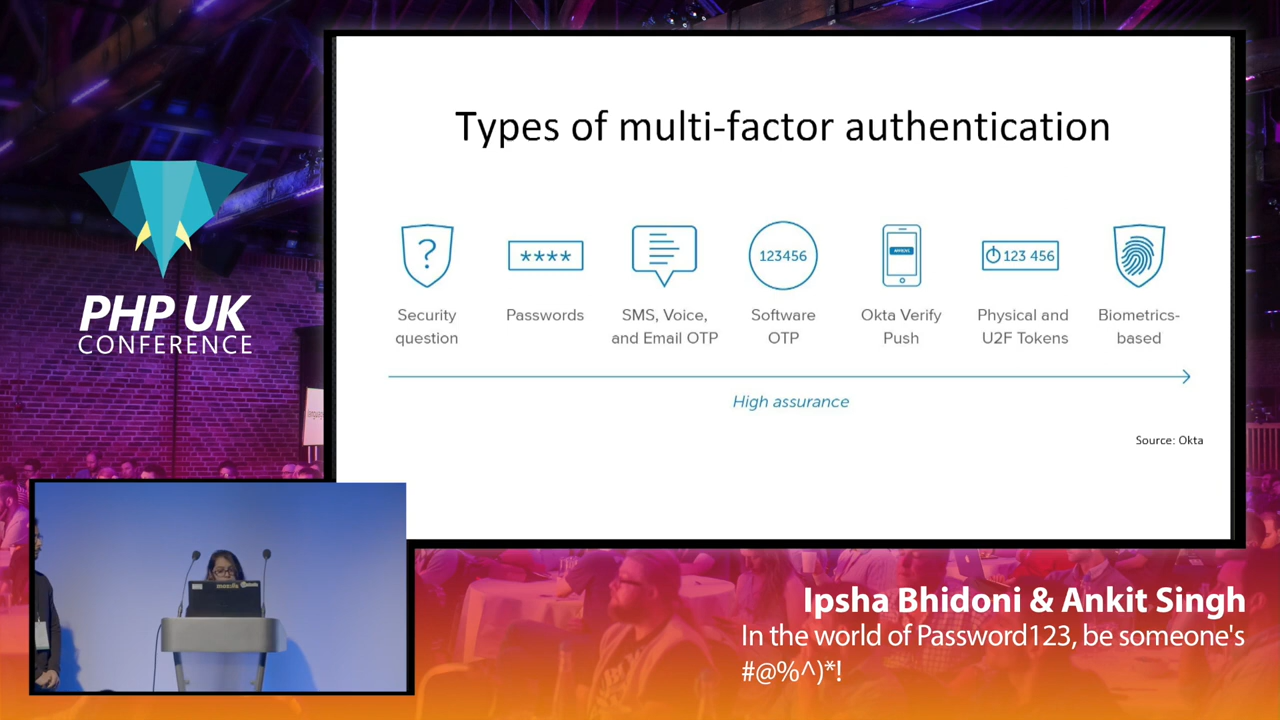 Types of multi-factor authentication
?
****
123456
APPROVE
123 456
Security
question
Passwords
SMS, Voice,
and Email OTP
Software
OTP
Okta Verify
Push
Physical and
U2F Tokens
Biometrics-
based
High assurance
Source: Okta
PHP UK
CONFERENCE
mozilla
Ipsha Bhidoni & Ankit Singh
In the world of Password123, be someone's
#@%^)*!